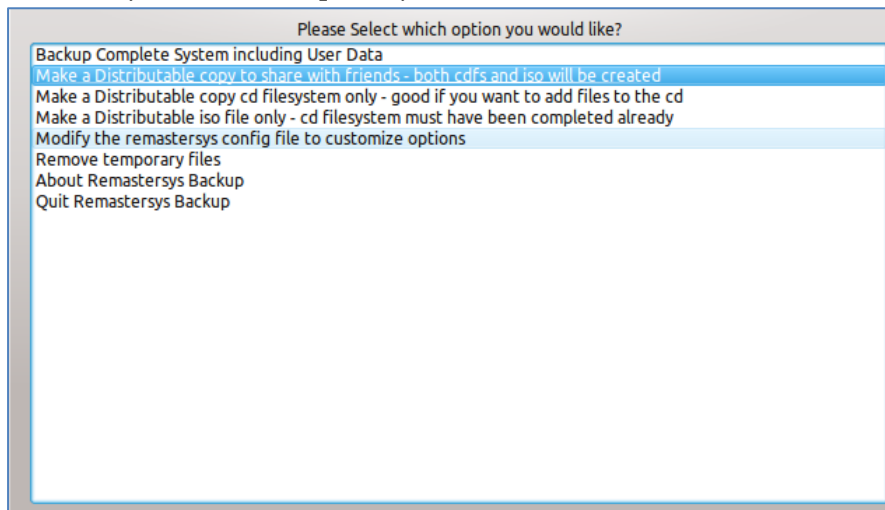 Please Select which option you would like?
Backup Complete System including User Data
Make a Distributable copy to share with friends - both cdfs and iso will be created
Make a Distributable copy cd filesystem only - good if you want to add files to the cd
Make a Distributable iso file only - cd filesystem must have been completed already
Modify the remastersys config file to customize options
Remove temporary files
About Remastersys Backup
Quit Remastersys Backup